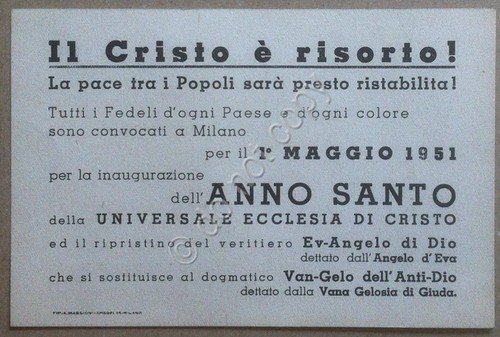 Il Cristo è risorto!
La pace tra i Popoli sarà presto ristabilita!
Tutti i Fedeli d'ogni Paese e d'ogni colore
sono convocati a Milano
per il 1° MAGGIO 1951
per la inaugurazione
dell'ANNO SANTO
della UNIVERSALE ECCLESIA DI CRISTO
ed il ripristino del veritiero Ev-Angelo di Dio
dettato dall'Angelo d'Eva
che si sostituisce al dogmatico Van-Gelo dell'Anti-Dio
dettato dalla Vana Gelosia di Giuda.
do not copy